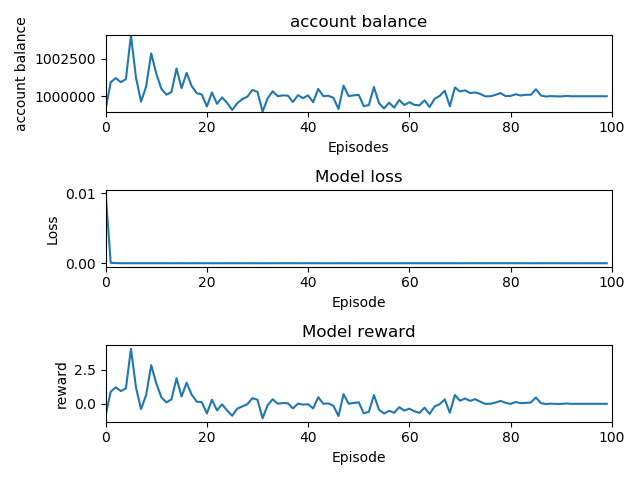 account balance
account balance
1002500
1000000
0 20 40 60 80 100
Episodes
Model loss
Loss
0.01
0.00
0 20 40 60 80 100
Episode
Model reward
reward
2.5
0.0
0 20 40 60 80 100
Episode